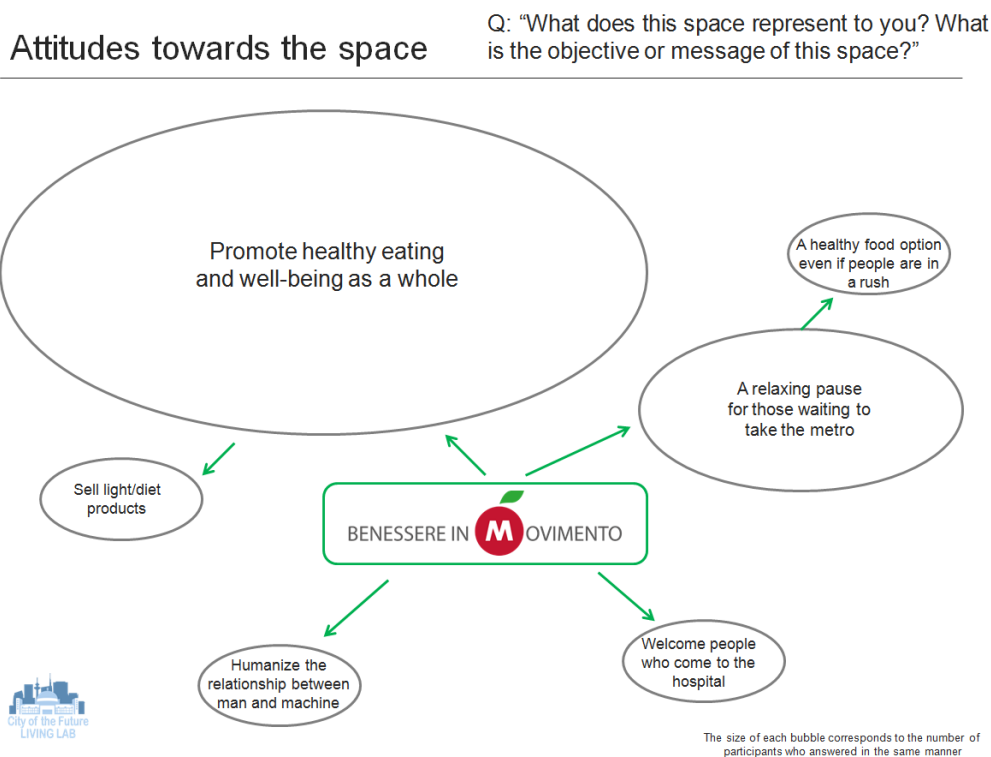 Attitudes towards the space
Q: “What does this space represent to you? What
is the objective or message of this space?”
Promote healthy eating
and well-being as a whole
A healthy food option
even if people are in
a rush
A relaxing pause
for those waiting to
take the metro
Sell light/diet
products
BENESSERE IN MOVIMENTO
Humanize the
relationship between
man and machine
Welcome people
who come to the
hospital
City of the Future
LIVING LAB
The size of each bubble corresponds to the number of
participants who answered in the same manner